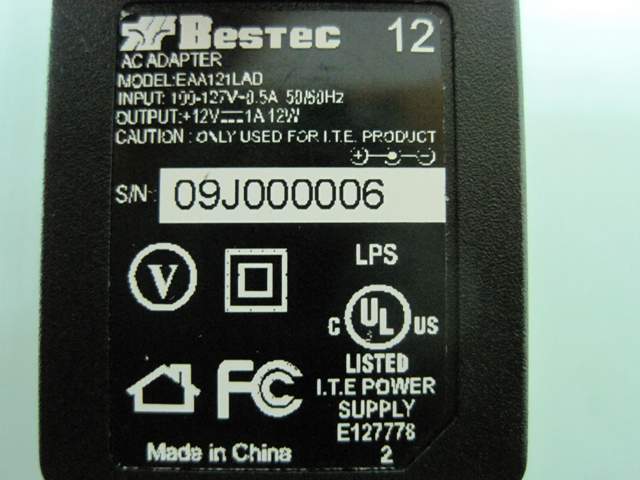 BESTEC 12
AC ADAPTER
MODEL:EAA121LAD
INPUT: 100-127V~0.5A 50/60Hz
OUTPUT:+12V⎓1A 12W
CAUTION : ONLY USED FOR I.T.E. PRODUCT
S/N: 09J000006
V
LPS
C UL US
LISTED
I.T.E POWER
SUPPLY
E127778
2
FC
Made in China